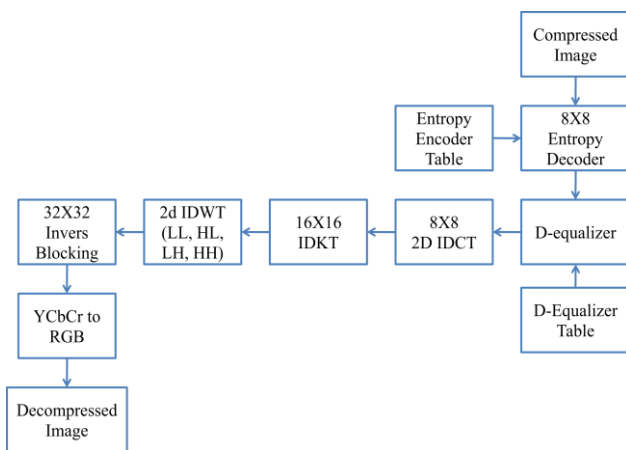 Compressed
Image
Entropy
Encoder
Table
8X8
Entropy
Decoder
32X32
Invers
Blocking
2d IDWT
(LL, HL,
LH, HH)
16X16
IDKT
8X8
2D IDCT
D-equalizer
YCbCr to
RGB
D-Equalizer
Table
Decompressed
Image